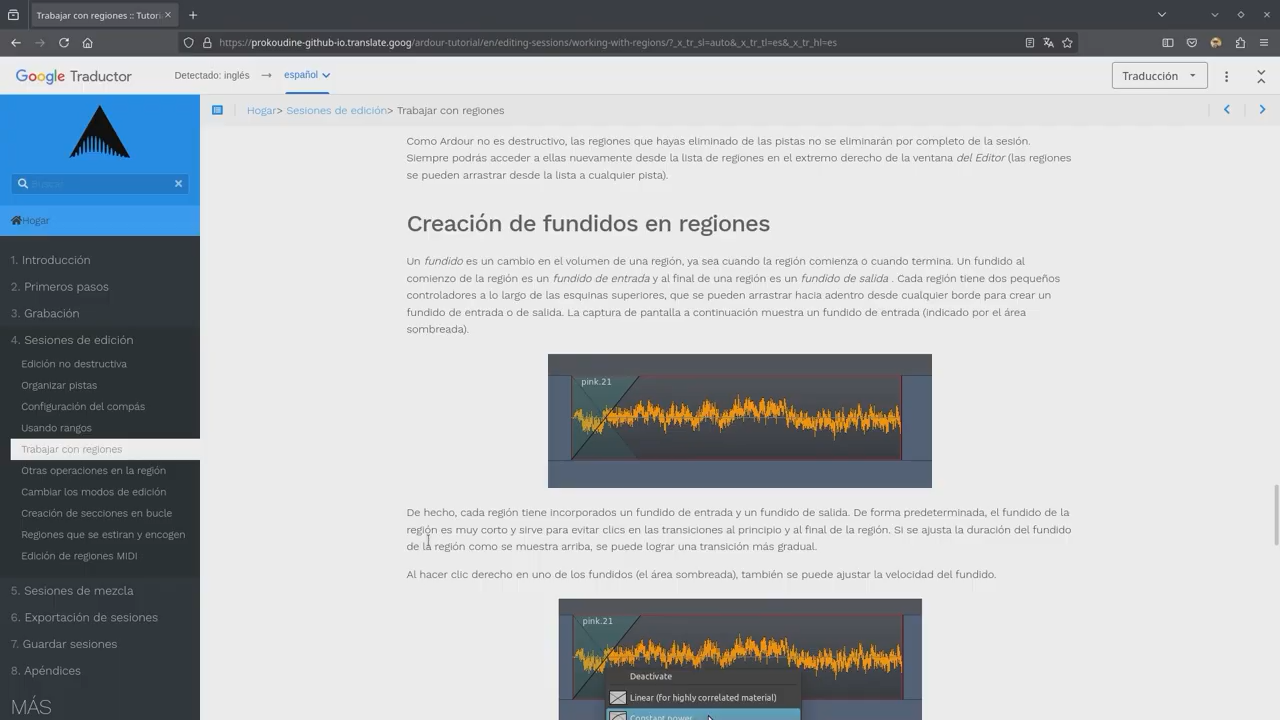 Trabajar con regiones :: Tutori
https://prokoudine-github-io.translate.goog/ardour-tutorial/en/editing-sessions/working-with-regions/?_x_tr_sl=auto&_x_tr_tl=es&_x_tr_hl=es
Google Traductor
Detectado: inglés → español
Traducción
Buscar
Hogar
1. Introducción
2. Primeros pasos
3. Grabación
4. Sesiones de edición
Edición no destructiva
Organizar pistas
Configuración del compás
Usando rangos
Trabajar con regiones
Otras operaciones en la región
Cambiar los modos de edición
Creación de secciones en bucle
Regiones que se estiran y encogen
Edición de regiones MIDI
5. Sesiones de mezcla
6. Exportación de sesiones
7. Guardar sesiones
8. Apéndices
MÁS
Hogar> Sesiones de edición> Trabajar con regiones
Como Ardour no es destructivo, las regiones que hayas eliminado de las pistas no se eliminarán por completo de la sesión.
Siempre podrás acceder a ellas nuevamente desde la lista de regiones en el extremo derecho de la ventana del Editor (las regiones
se pueden arrastrar desde la lista a cualquier pista).
Creación de fundidos en regiones
Un fundido es un cambio en el volumen de una región, ya sea cuando la región comienza o cuando termina. Un fundido al
comienzo de la región es un fundido de entrada y al final de una región es un fundido de salida . Cada región tiene dos pequeños
controladores a lo largo de las esquinas superiores, que se pueden arrastrar hacia adentro desde cualquier borde para crear un
fundido de entrada o de salida. La captura de pantalla a continuación muestra un fundido de entrada (indicado por el área
sombreada).
pink.21
De hecho, cada región tiene incorporados un fundido de entrada y un fundido de salida. De forma predeterminada, el fundido de la
región es muy corto y sirve para evitar clics en las transiciones al principio y al final de la región. Si se ajusta la duración del fundido
de la región como se muestra arriba, se puede lograr una transición más gradual.
Al hacer clic derecho en uno de los fundidos (el área sombreada), también se puede ajustar la velocidad del fundido.
pink.21
Deactivate
Linear (for highly correlated material)
Constant power